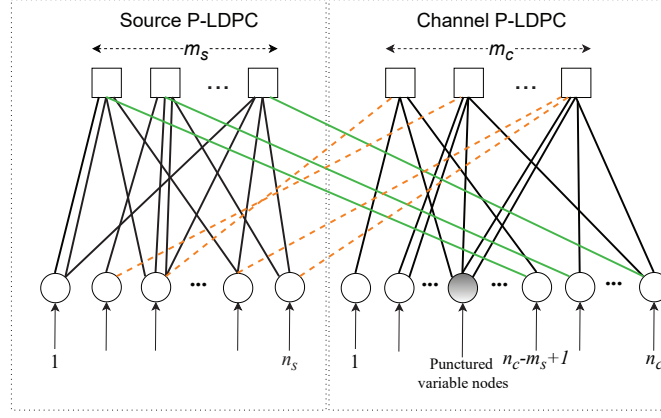 Source P-LDPC
Channel P-LDPC
m_s
m_c
...
...
...
...
...
...
...
1
n_s
1
Punctured
variable nodes
n_c-m_s+1
n_c